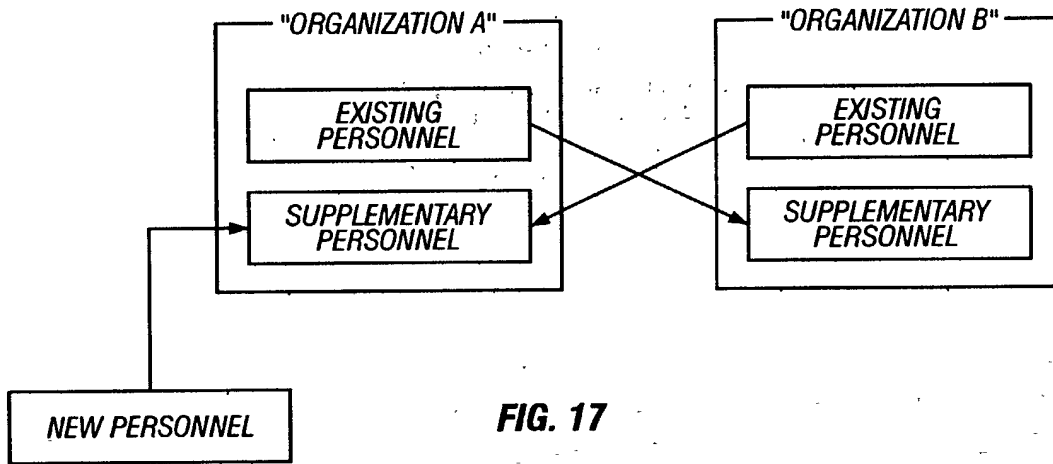 "ORGANIZATION A"
EXISTING
PERSONNEL
SUPPLEMENTARY
PERSONNEL
"ORGANIZATION B"
EXISTING
PERSONNEL
SUPPLEMENTARY
PERSONNEL
NEW PERSONNEL
FIG. 17